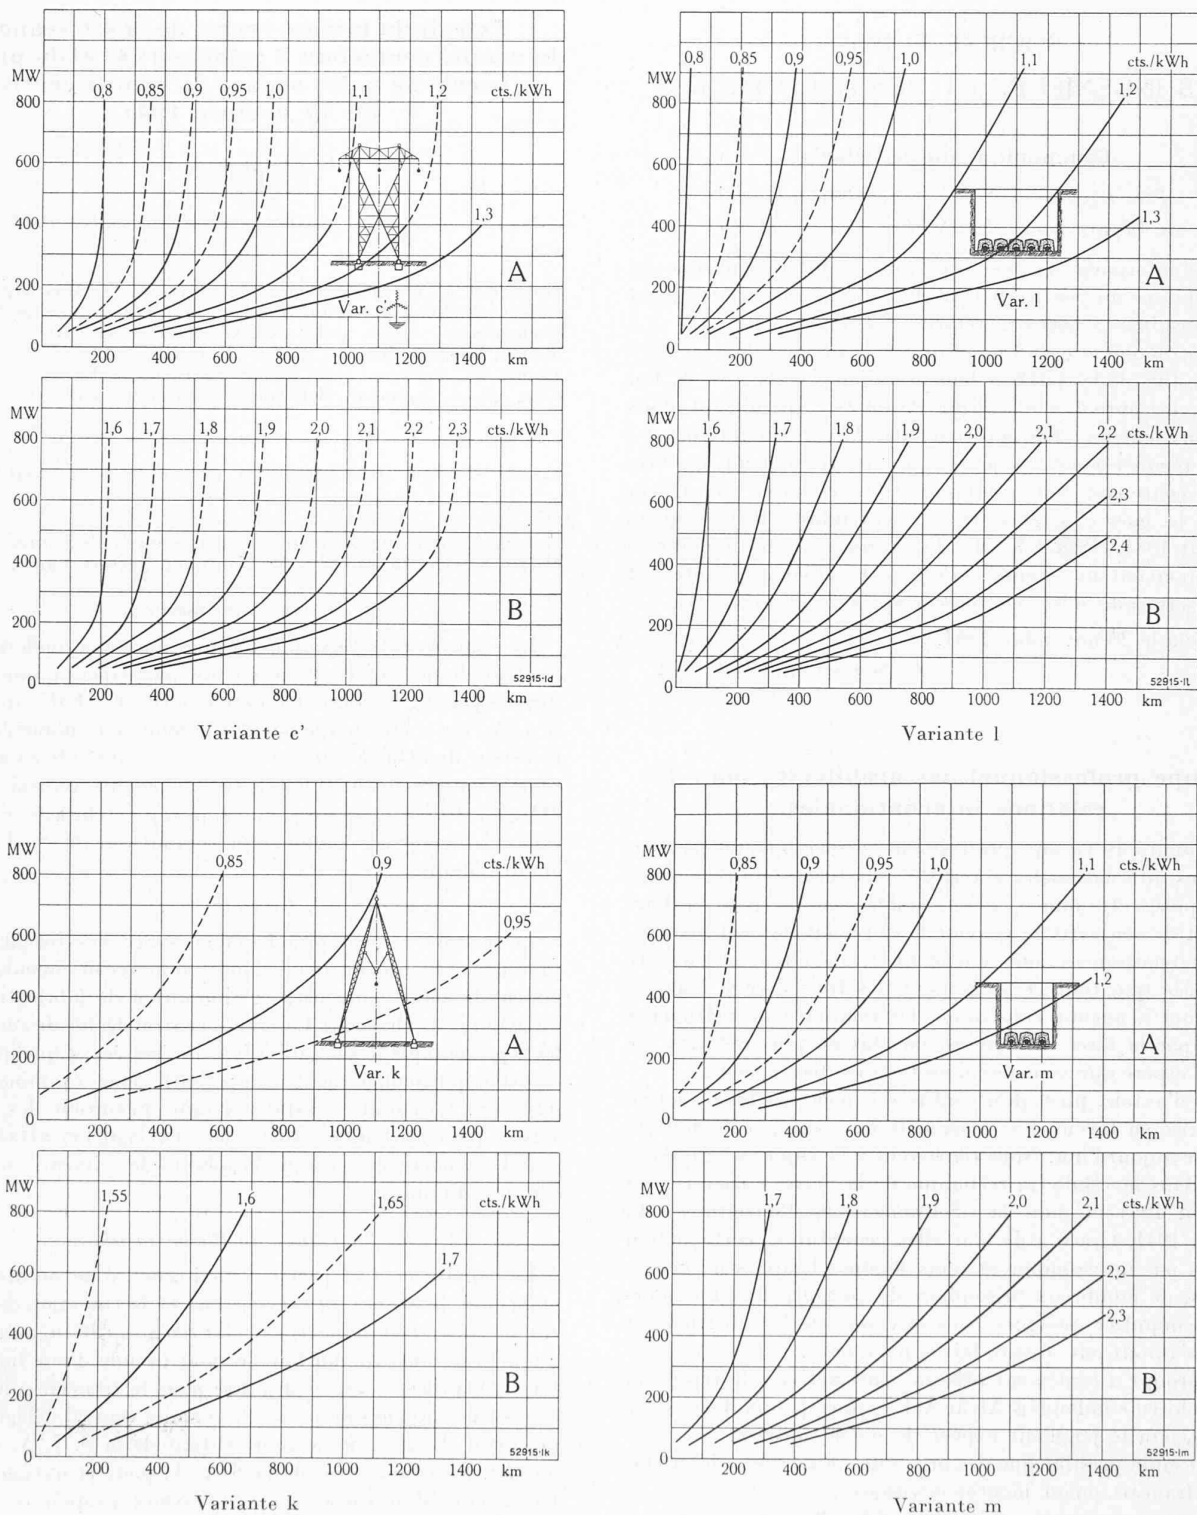 MW
0,8 0,85 0,9 0,95 1,0 1,1 1,2 cts./kWh
800
600
400
200
0
1,3
A
Var. c'
200 400 600 800 1000 1200 1400 km
MW
1,6 1,7 1,8 1,9 2,0 2,1 2,2 2,3 cts./kWh
800
600
400
200
0
B
52915-Id
200 400 600 800 1000 1200 1400 km
Variante c'
MW
0,8 0,85 0,9 0,95 1,0 1,1 cts./kWh
1,2
800
600
400
200
0
1,3
A
Var. l
200 400 600 800 1000 1200 1400 km
MW
1,6 1,7 1,8 1,9 2,0 2,1 2,2 cts./kWh
800
600
400
200
0
2,3
2,4
B
52915-Il
200 400 600 800 1000 1200 1400 km
Variante l
MW
0,85 0,9 cts./kWh
800
600
400
200
0
0,95
A
Var. k
200 400 600 800 1000 1200 1400 km
MW
1,55 1,6 1,65 cts./kWh
800
600
400
200
0
1,7
B
52915-Ik
200 400 600 800 1000 1200 1400 km
Variante k
MW
0,85 0,9 0,95 1,0 1,1 cts./kWh
800
600
400
200
0
1,2
A
Var. m
200 400 600 800 1000 1200 1400 km
MW
1,7 1,8 1,9 2,0 2,1 cts./kWh
800
600
400
200
0
2,2
2,3
B
52915-Im
200 400 600 800 1000 1200 1400 km
Variante m